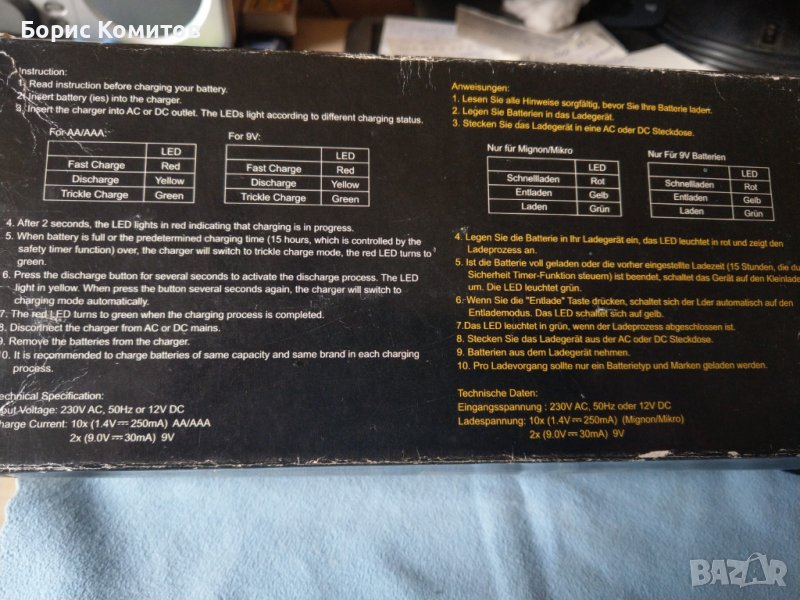 Борис Комитов
Instruction:
1. Read instruction before charging your battery.
2. Insert battery (ies) into the charger.
3. Insert the charger into AC or DC outlet. The LEDs light according to different charging status.
For AA/AAA:
LED
Fast Charge Red
Discharge Yellow
Trickle Charge Green
For 9V:
LED
Fast Charge Red
Discharge Yellow
Trickle Charge Green
4. After 2 seconds, the LED lights in red indicating that charging is in progress.
5. When battery is full or the predetermined charging time (15 hours, which is controlled by the
safety timer function) over, the charger will switch to trickle charge mode, the red LED turns to
green.
6. Press the discharge button for several seconds to activate the discharge process. The LED
light in yellow. When press the button several seconds again, the charger will switch to
charging mode automatically.
7. The red LED turns to green when the charging process is completed.
8. Disconnect the charger from AC or DC mains.
9. Remove the batteries from the charger.
10. It is recommended to charge batteries of same capacity and same brand in each charging
process.
Technical Specification:
nput Voltage: 230V AC, 50Hz or 12V DC
harge Current: 10x (1.4V⎓250mA) AA/AAA
2x (9.0V⎓30mA) 9V
Anweisungen:
1. Lesen Sie alle Hinweise sorgfältig, bevor Sie Ihre Batterie laden.
2. Legen Sie Batterien in das Ladegerät.
3. Stecken Sie das Ladegerät in eine AC oder DC Steckdose.
Nur für Mignon/Mikro
LED
Schnellladen Rot
Entladen Gelb
Laden Grün
Nur Für 9V Batterien
LED
Schnellladen Rot
Entladen Gelb
Laden Grün
4. Legen Sie die Batterie in Ihr Ladegerät ein, das LED leuchtet in rot und zeigt den
Ladeprozess an.
5. Ist die Batterie voll geladen oder die vorher eingestellte Ladezeit (15 Stunden, die du
Sicherheit Timer-Funktion steuern) ist beendet, schaltet das Gerät auf den Kleinlade
um. Die LED leuchtet grün.
6. Wenn Sie die "Entlade" Taste drücken, schaltet sich der Lder automatisch auf den
Entlademodus. Das LED schaltet sich auf gelb.
7.Das LED leuchtet in grün, wenn der Ladeprozess abgeschlossen ist.
8. Stecken Sie das Ladegerät aus der AC oder DC Steckdose.
9. Batterien aus dem Ladegerät nehmen.
10. Pro Ladevorgang sollte nur ein Batterietyp und Marken geladen werden.
Technische Daten:
Eingangsspannung : 230V AC, 50Hz oder 12V DC
Ladespannung: 10x (1.4V⎓250mA) (Mignon/Mikro)
2x (9.0V⎓30mA) 9V
BAZAR